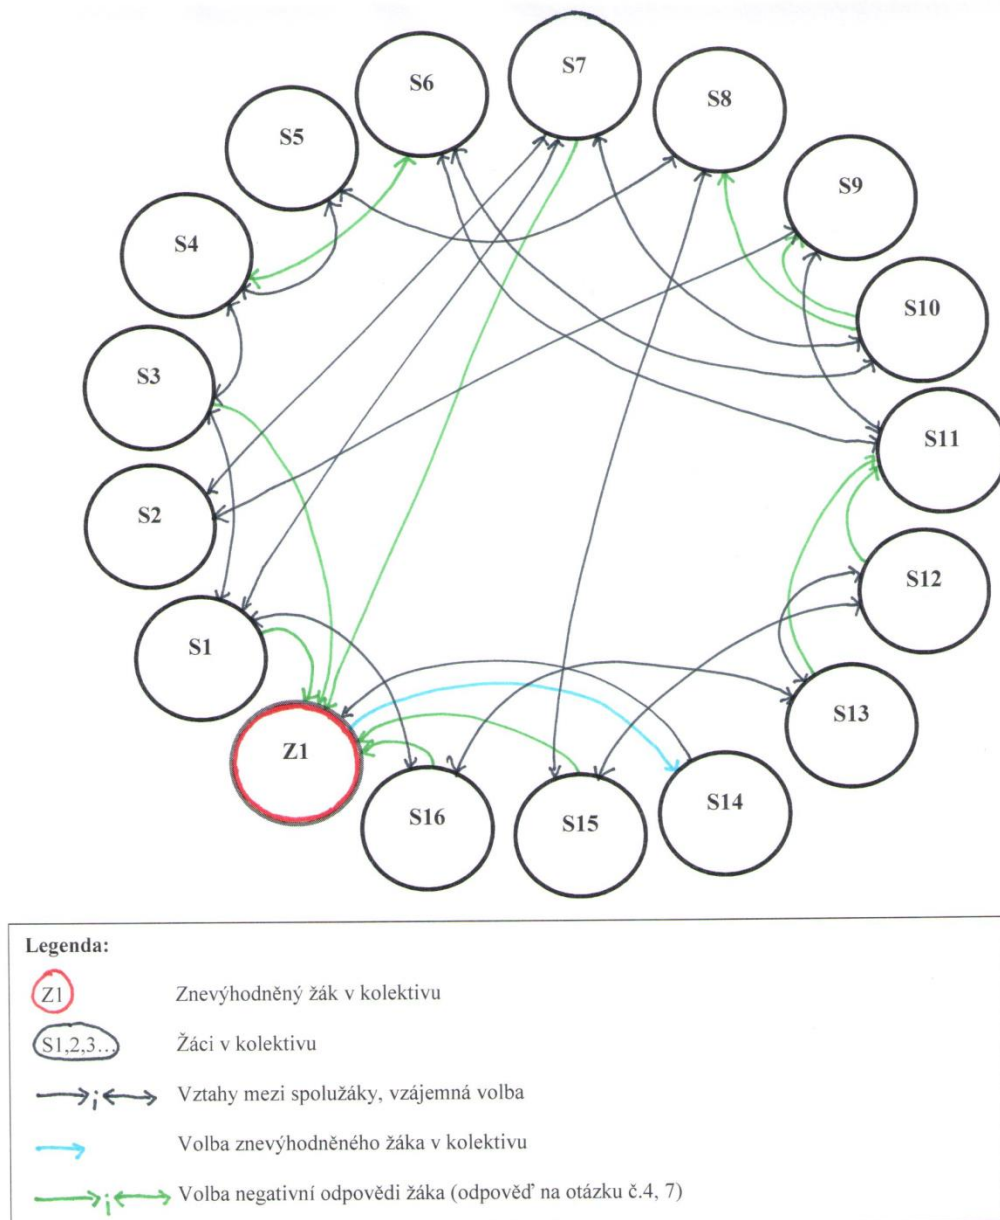 S7
S6
S8
S5
S9
S4
S10
S3
S11
S2
S12
S1
S13
Z1
S14
S16
S15
Legenda:
Z1 Znevýhodněný žák v kolektivu
S1,2,3... Žáci v kolektivu
; Vztahy mezi spolužáky, vzájemná volba
Volba znevýhodněného žáka v kolektivu
; Volba negativní odpovědi žáka (odpověď na otázku č.4, 7)